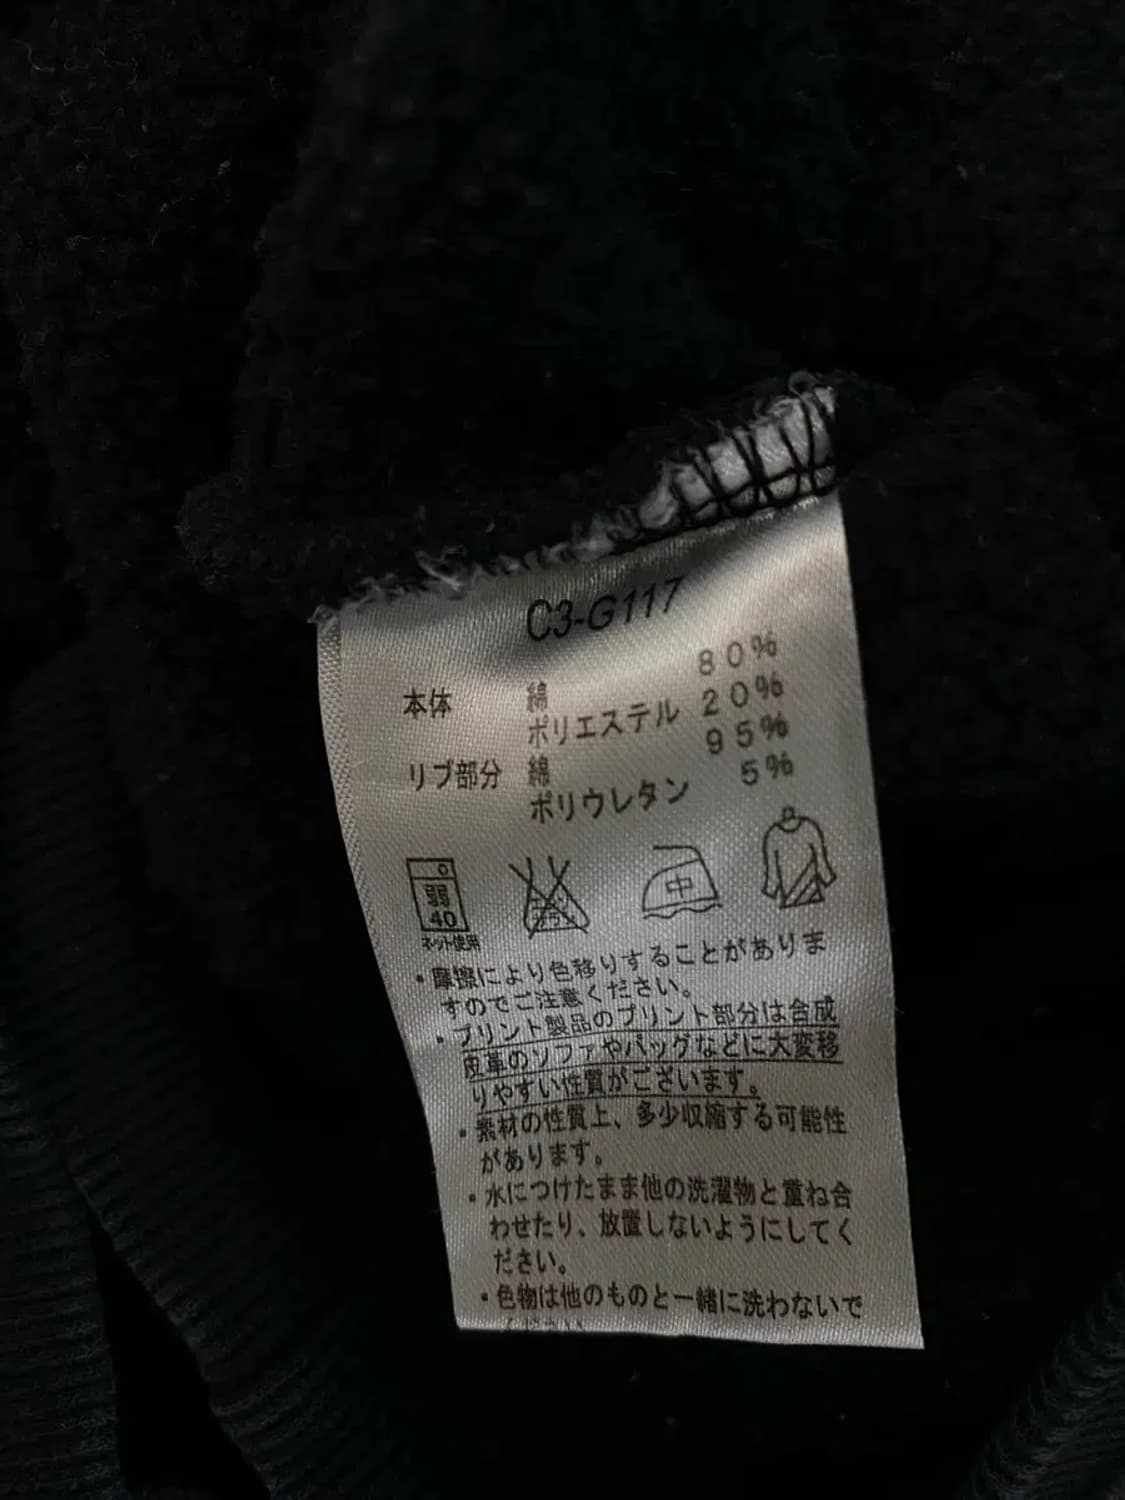 C3-G117
本体 綿 80%
ポリエステル 20%
リブ部分 綿 95%
ポリウレタン 5%
弱
40
ネット使用
中
・摩擦により色移りすることがありま
すのでご注意ください。
・プリント製品のプリント部分は合成
皮革のソファやバッグなどに大変移
りやすい性質がございます。
・素材の性質上、多少収縮する可能性
があります。
・水につけたまま他の洗濯物と重ね合
わせたり、放置しないようにしてく
ださい。
・色物は他のものと一緒に洗わないで